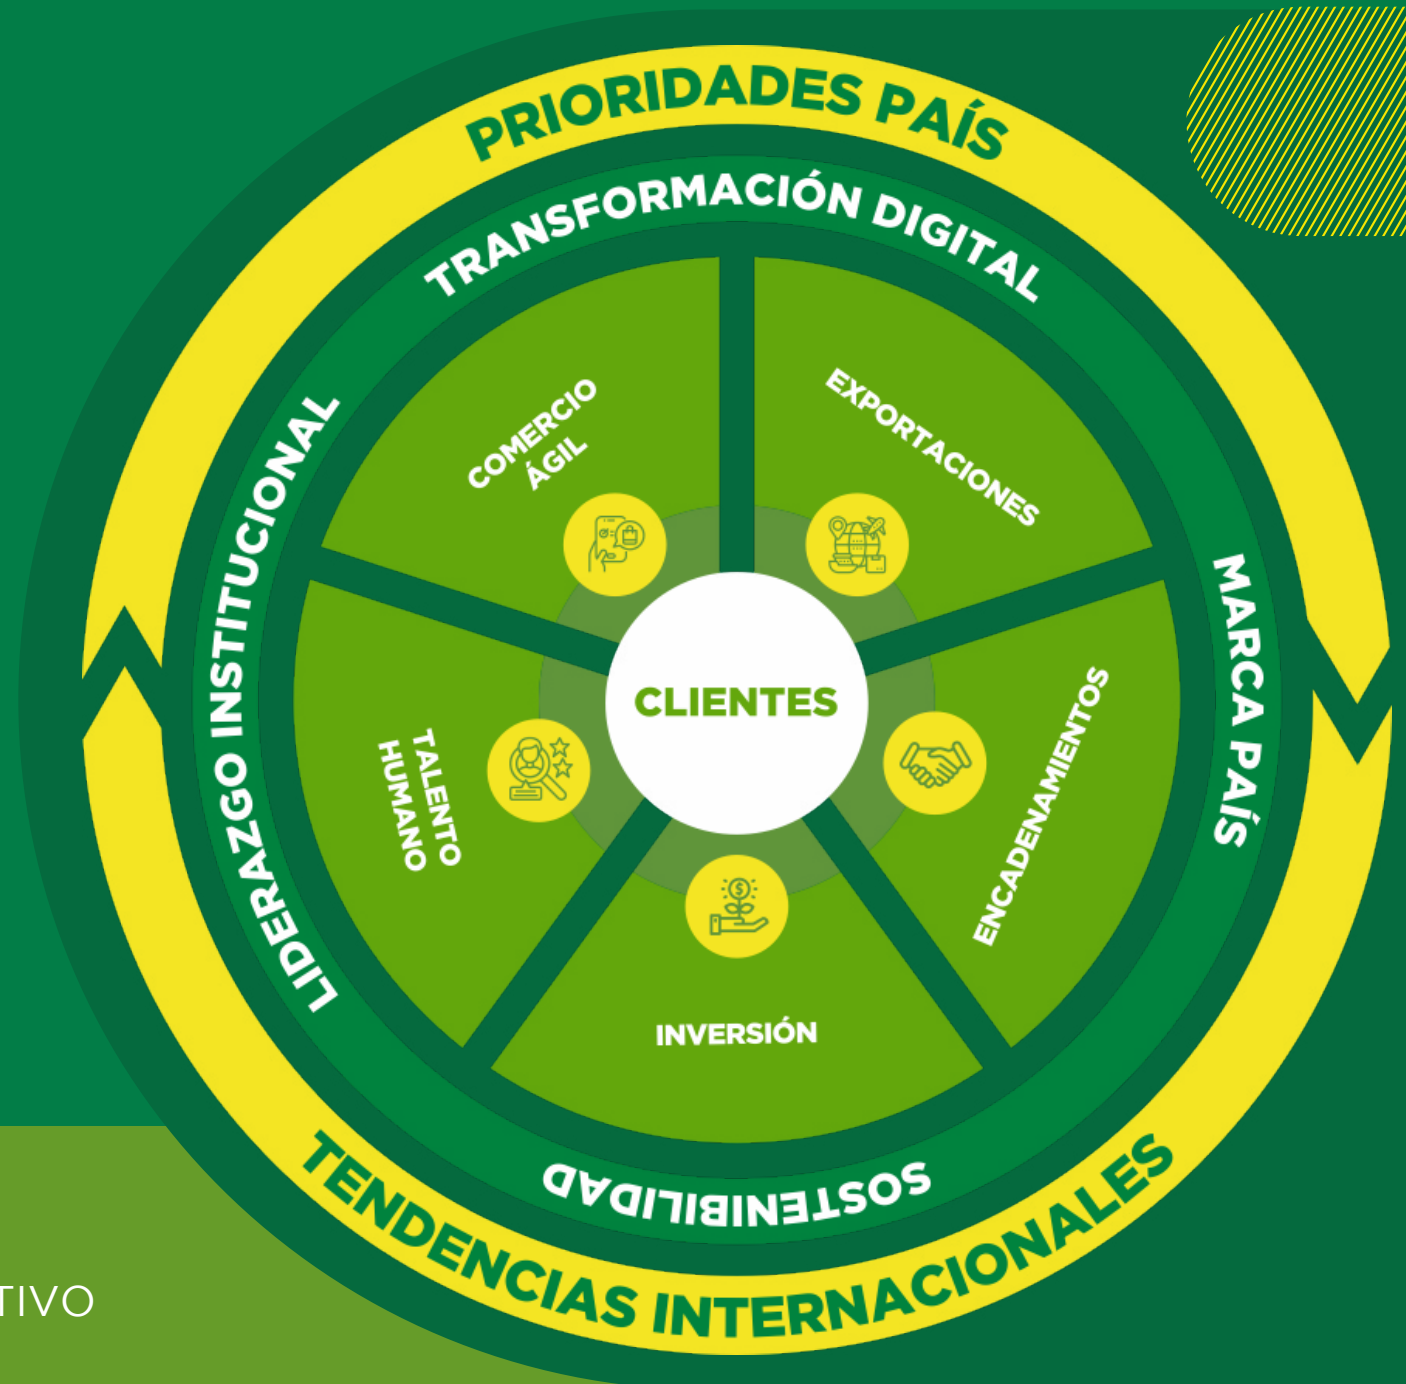 PRIORIDADES PAÍS
TRANSFORMACIÓN DIGITAL
COMERCIO
ÁGIL
EXPORTACIONES
LIDERAZGO INSTITUCIONAL
MARCA PAÍS
CLIENTES
TALENTO
HUMANO
ENCADENAMIENTOS
INVERSIÓN
SOSTENIBILIDAD
TENDENCIAS INTERNACIONALES
TIVO